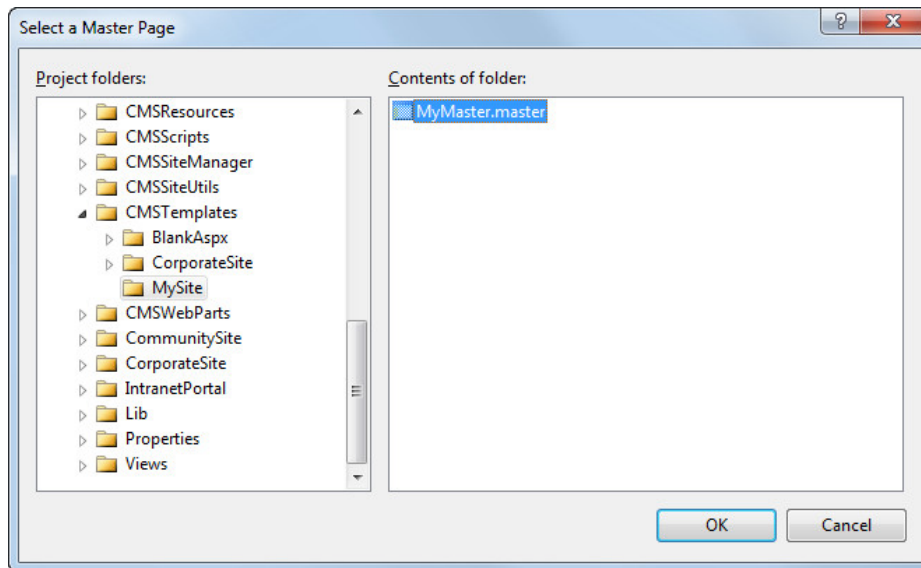 Select a Master Page
Project folders:
CMSResources
CMSScripts
CMSSiteManager
CMSSiteUtils
CMSTemplates
BlankAspx
CorporateSite
MySite
CMSWebParts
CommunitySite
CorporateSite
IntranetPortal
Lib
Properties
Views
Contents of folder:
MyMaster.master
OK
Cancel